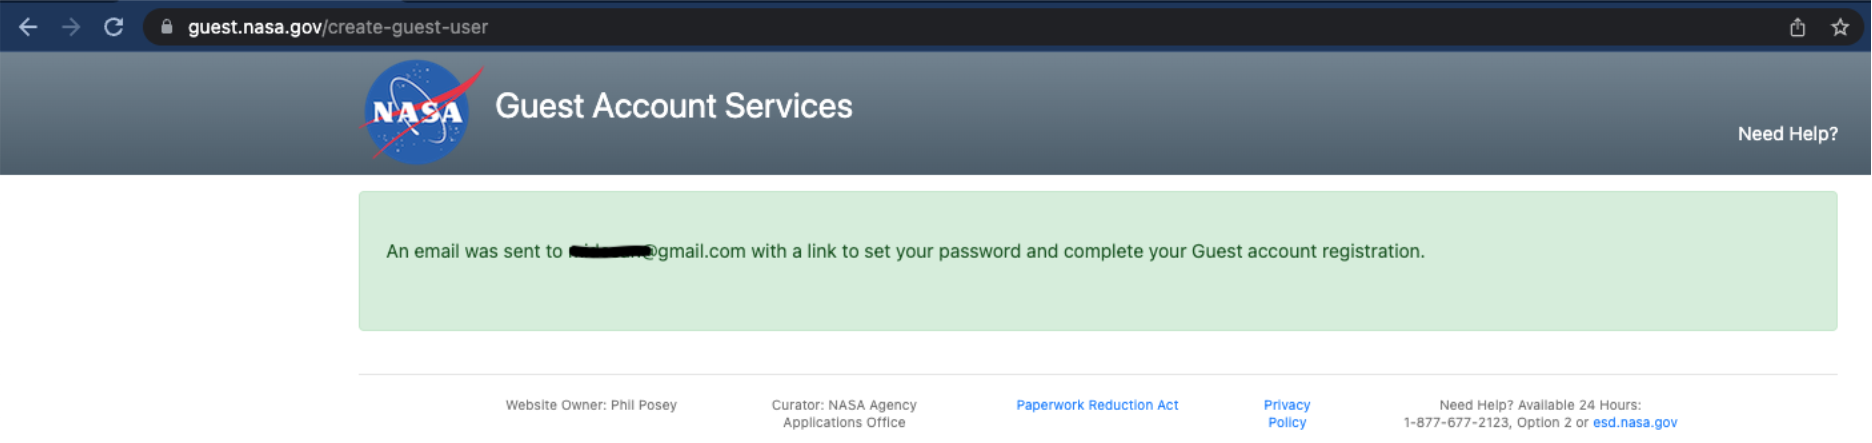 guest.nasa.gov/create-guest-user
NASA
Guest Account Services
Need Help?
An email was sent to @gmail.com with a link to set your password and complete your Guest account registration.
Website Owner: Phil Posey
Curator: NASA Agency
Applications Office
Paperwork Reduction Act
Privacy
Policy
Need Help? Available 24 Hours:
1-877-677-2123, Option 2 or esd.nasa.gov